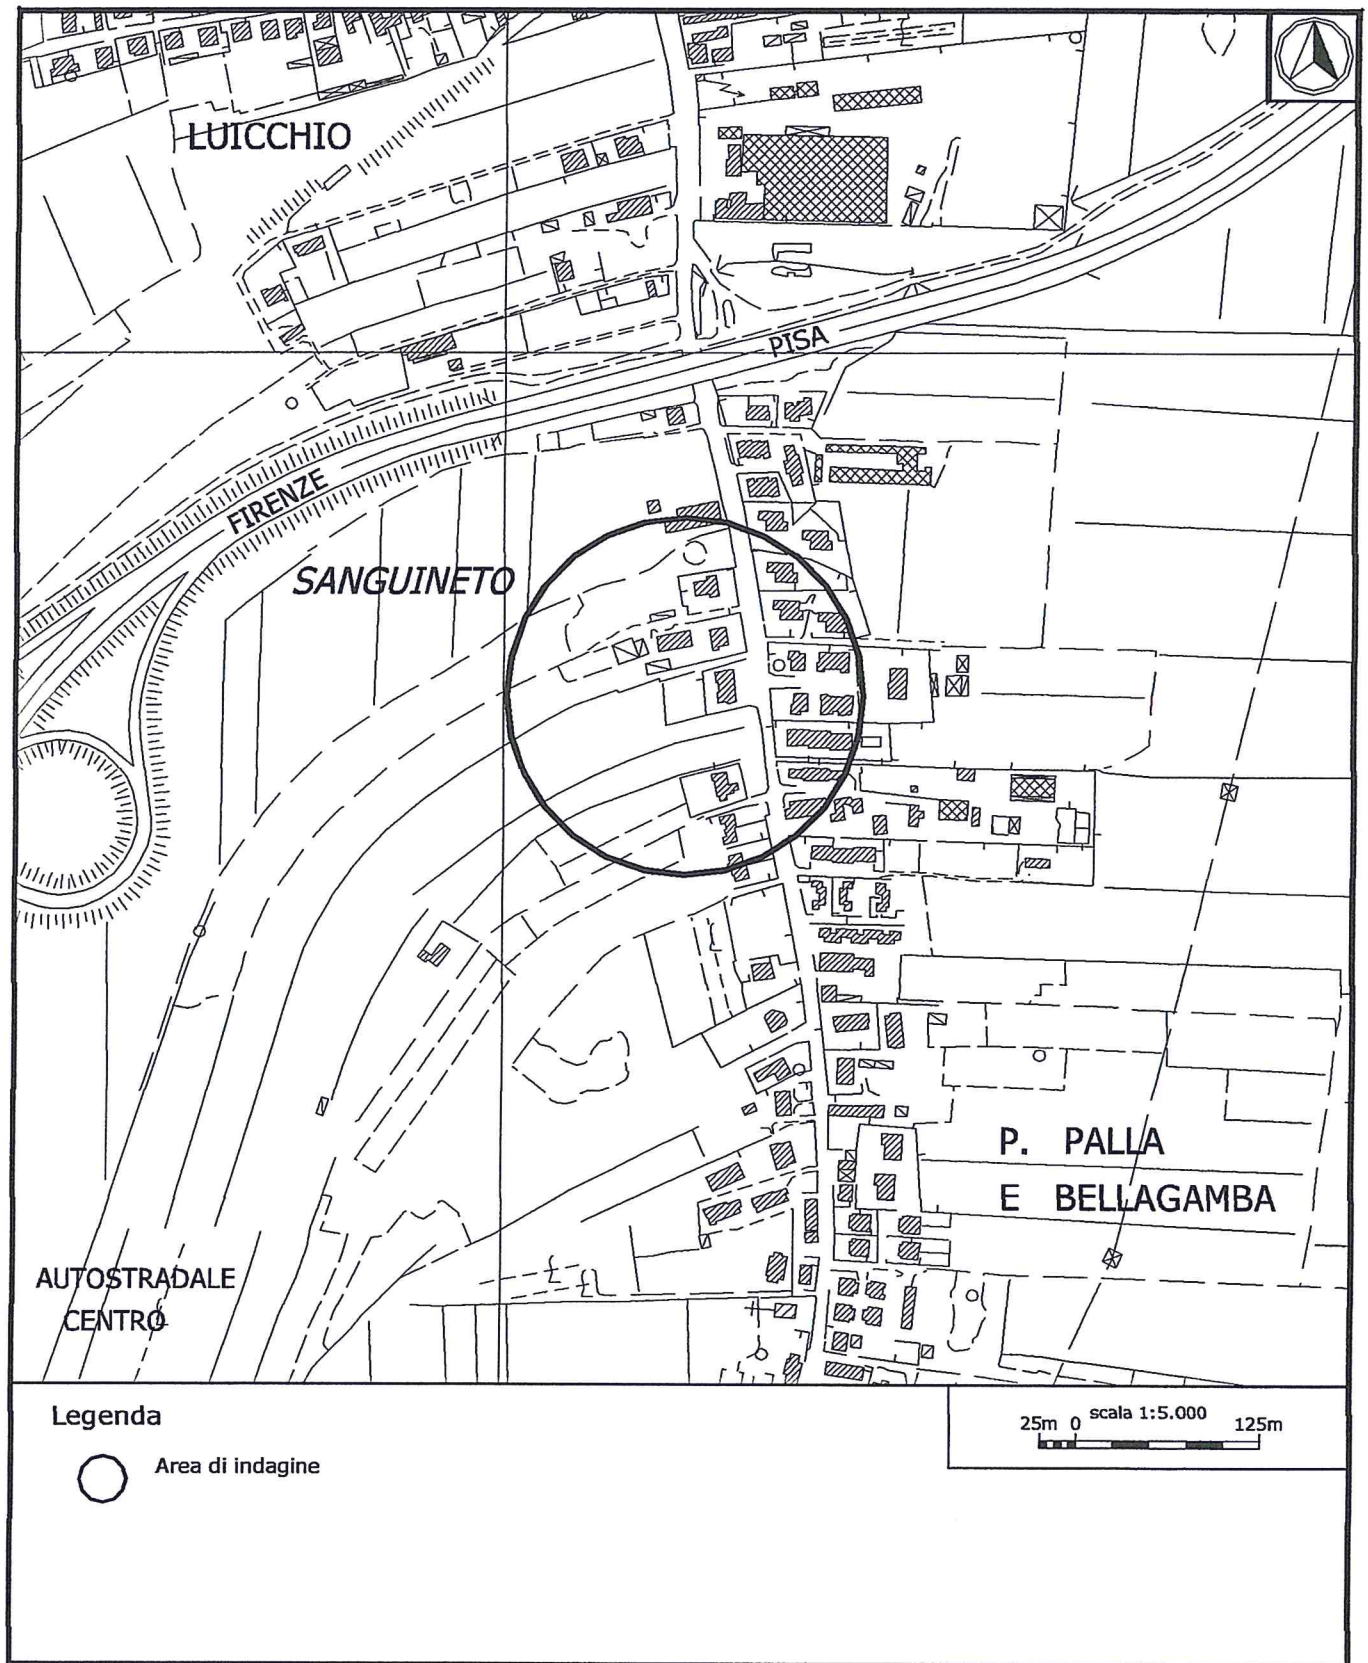 LUICCHIO
PISA
FIRENZE
SANGUINETO
P. PALLA
E BELLAGAMBA
AUTOSTRADALE
CENTRO
Legenda
Area di indagine
25m 0 scala 1:5.000 125m